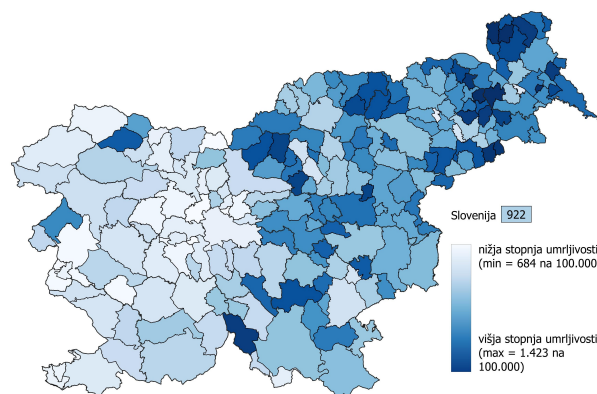 Slovenija 922
nižja stopnja umrljivosti
(min = 684 na 100.000)
višja stopnja umrljivosti
(max = 1.423 na
100.000)